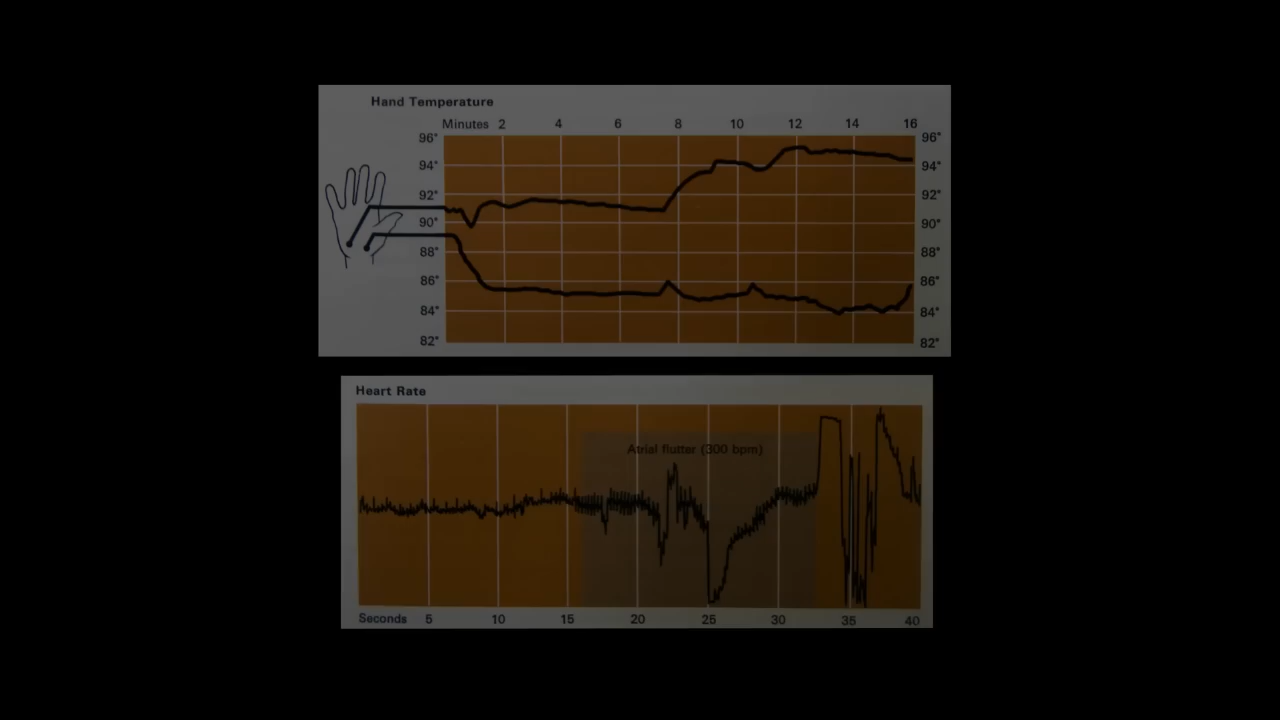 Hand Temperature
Minutes 2 4 6 8 10 12 14 16
96° 96°
94° 94°
92° 92°
90° 90°
88° 88°
86° 86°
84° 84°
82° 82°
Heart Rate
Atrial flutter (300 bpm)
Seconds 5 10 15 20 25 30 35 40